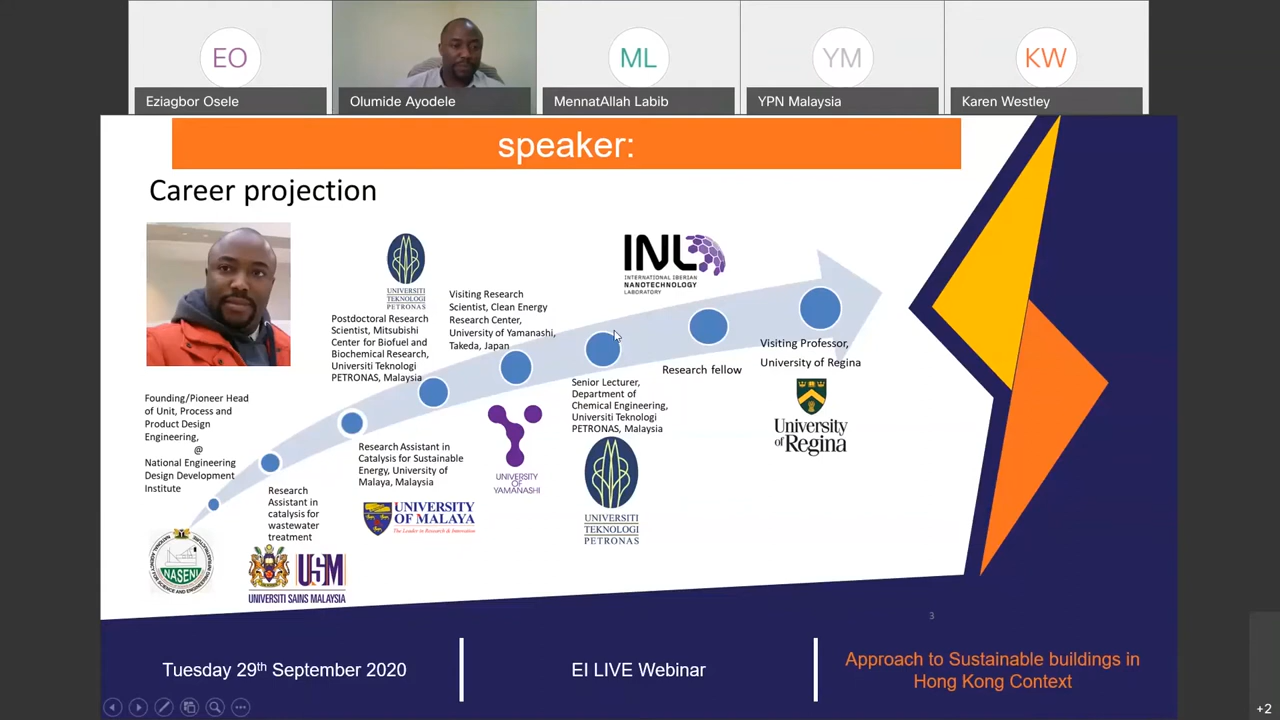 EO
ML
YM
KW
Eziagbor Osele
Olumide Ayodele
MennatAllah Labib
YPN Malaysia
Karen Westley
speaker:
Career projection
Founding/Pioneer Head
of Unit, Process and
Product Design
Engineering,
@
National Engineering
Design Development
Institute
NASENI
Research
Assistant in
catalysis for
wastewater
treatment
USM
UNIVERSITI SAINS MALAYSIA
UNIVERSITI
TEKNOLOGI
PETRONAS
Postdoctoral Research
Scientist, Mitsubishi
Center for Biofuel and
Biochemical Research,
Universiti Teknologi
PETRONAS, Malaysia
Research Assistant in
Catalysis for Sustainable
Energy, University of
Malaya, Malaysia
UNIVERSITY
OF MALAYA
The Leader in Research & Innovation
Visiting Research
Scientist, Clean Energy
Research Center,
University of Yamanashi,
Takeda, Japan
UNIVERSITY
OF
YAMANASHI
Senior Lecturer,
Department of
Chemical Engineering,
Universiti Teknologi
PETRONAS, Malaysia
UNIVERSITI
TEKNOLOGI
PETRONAS
INL
INTERNATIONAL IBERIAN
NANOTECHNOLOGY
LABORATORY
Research fellow
Visiting Professor,
University of Regina
University
of Regina
3
Tuesday 29th September 2020
EI LIVE Webinar
Approach to Sustainable buildings in
Hong Kong Context
+2